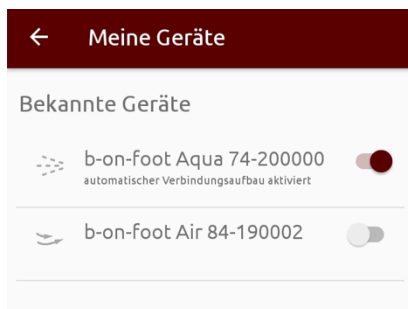 Meine Geräte
Bekannte Geräte
b-on-foot Aqua 74-200000
automatischer Verbindungsaufbau aktiviert
b-on-foot Air 84-190002